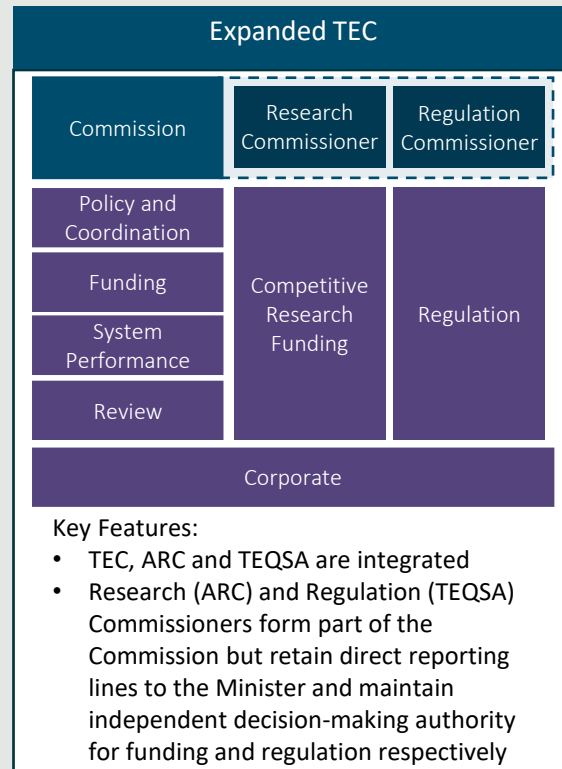 Expanded TEC
Commission
Research
Commissioner
Regulation
Commissioner
Policy and
Coordination
Funding
System
Performance
Review
Competitive
Research
Funding
Regulation
Corporate
Key Features:
• TEC, ARC and TEQSA are integrated
• Research (ARC) and Regulation (TEQSA)
Commissioners form part of the
Commission but retain direct reporting
lines to the Minister and maintain
independent decision-making authority
for funding and regulation respectively